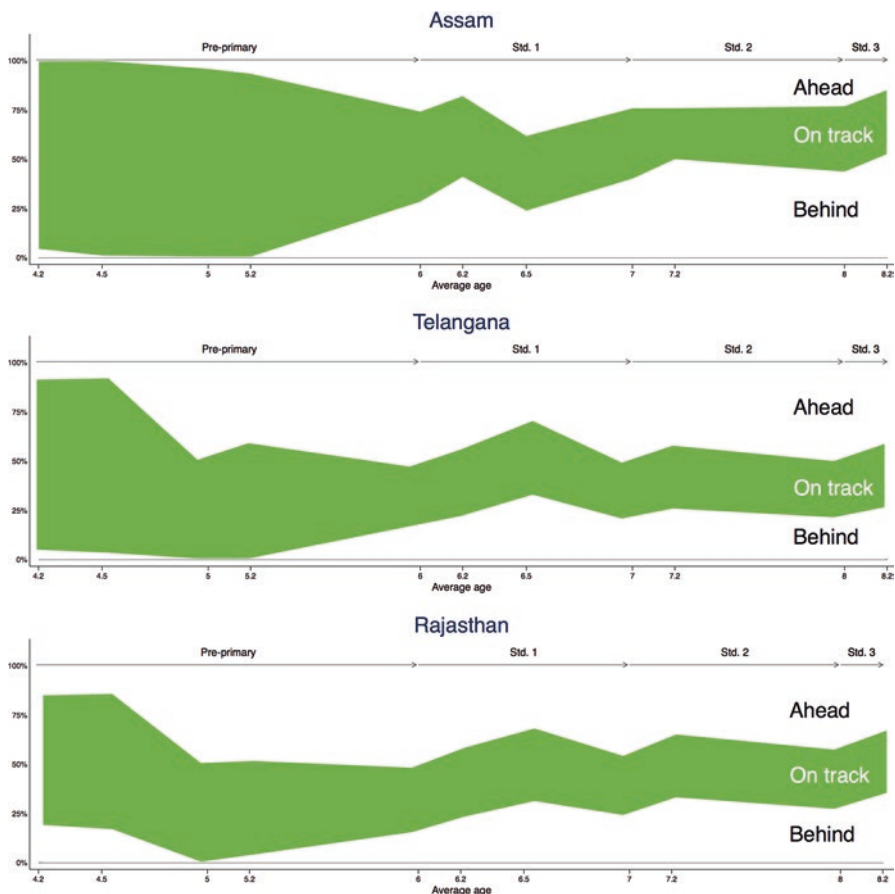 Assam
Pre-primary Std. 1 Std. 2 Std. 3
100%
Ahead
75%
On track
50%
Behind
25%
0%
4.2 4.5 5 5.2 6 6.2 6.5 7 7.2 8 8.25
Average age
Telangana
Pre-primary Std. 1 Std. 2 Std. 3
100%
Ahead
75%
50%
On track
25%
Behind
0%
4.2 4.5 5 5.2 6 6.2 6.5 7 7.2 8 8.2
Average age
Rajasthan
Pre-primary Std. 1 Std. 2 Std. 3
100%
Ahead
75%
50%
On track
25%
Behind
0%
4.2 4.5 5 5.2 6 6.2 6.5 7 7.2 8 8.2
Average age